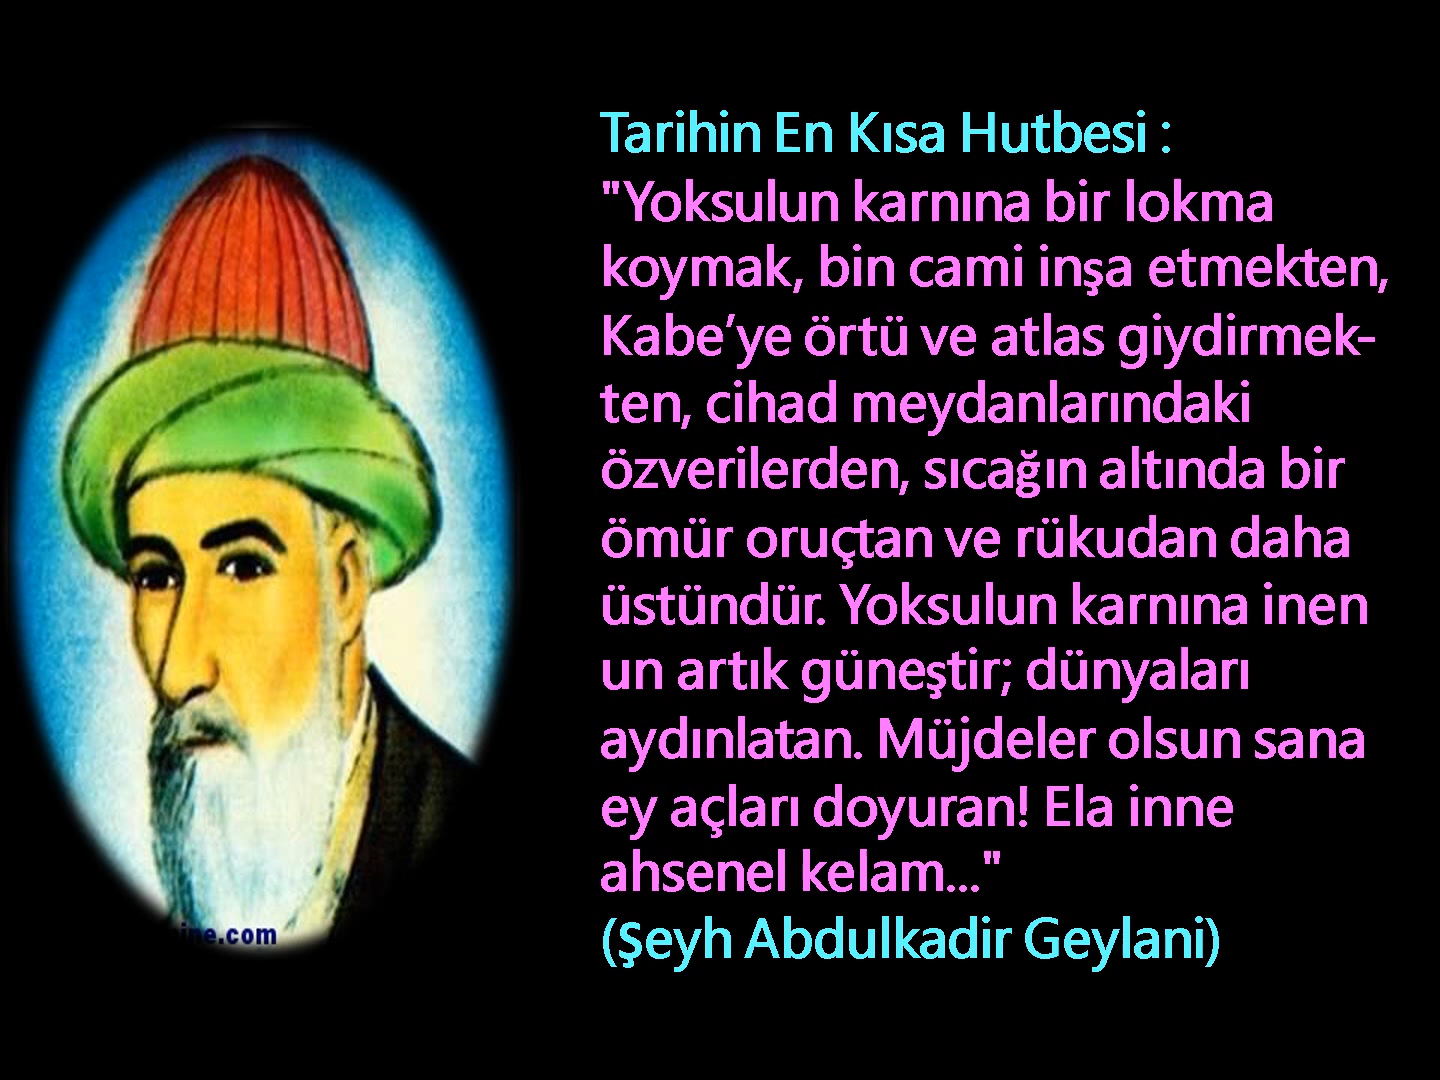 Tarihin En Kısa Hutbesi :
"Yoksulun karnına bir lokma
koymak, bin cami inşa etmekten,
Kabe’ye örtü ve atlas giydirmek-
ten, cihad meydanlarındaki
özverilerden, sıcağın altında bir
ömür oruçtan ve rükudan daha
üstündür. Yoksulun karnına inen
un artık güneştir; dünyaları
aydınlatan. Müjdeler olsun sana
ey açları doyuran! Ela inne
ahsenel kelam..."
(Şeyh Abdulkadir Geylani)